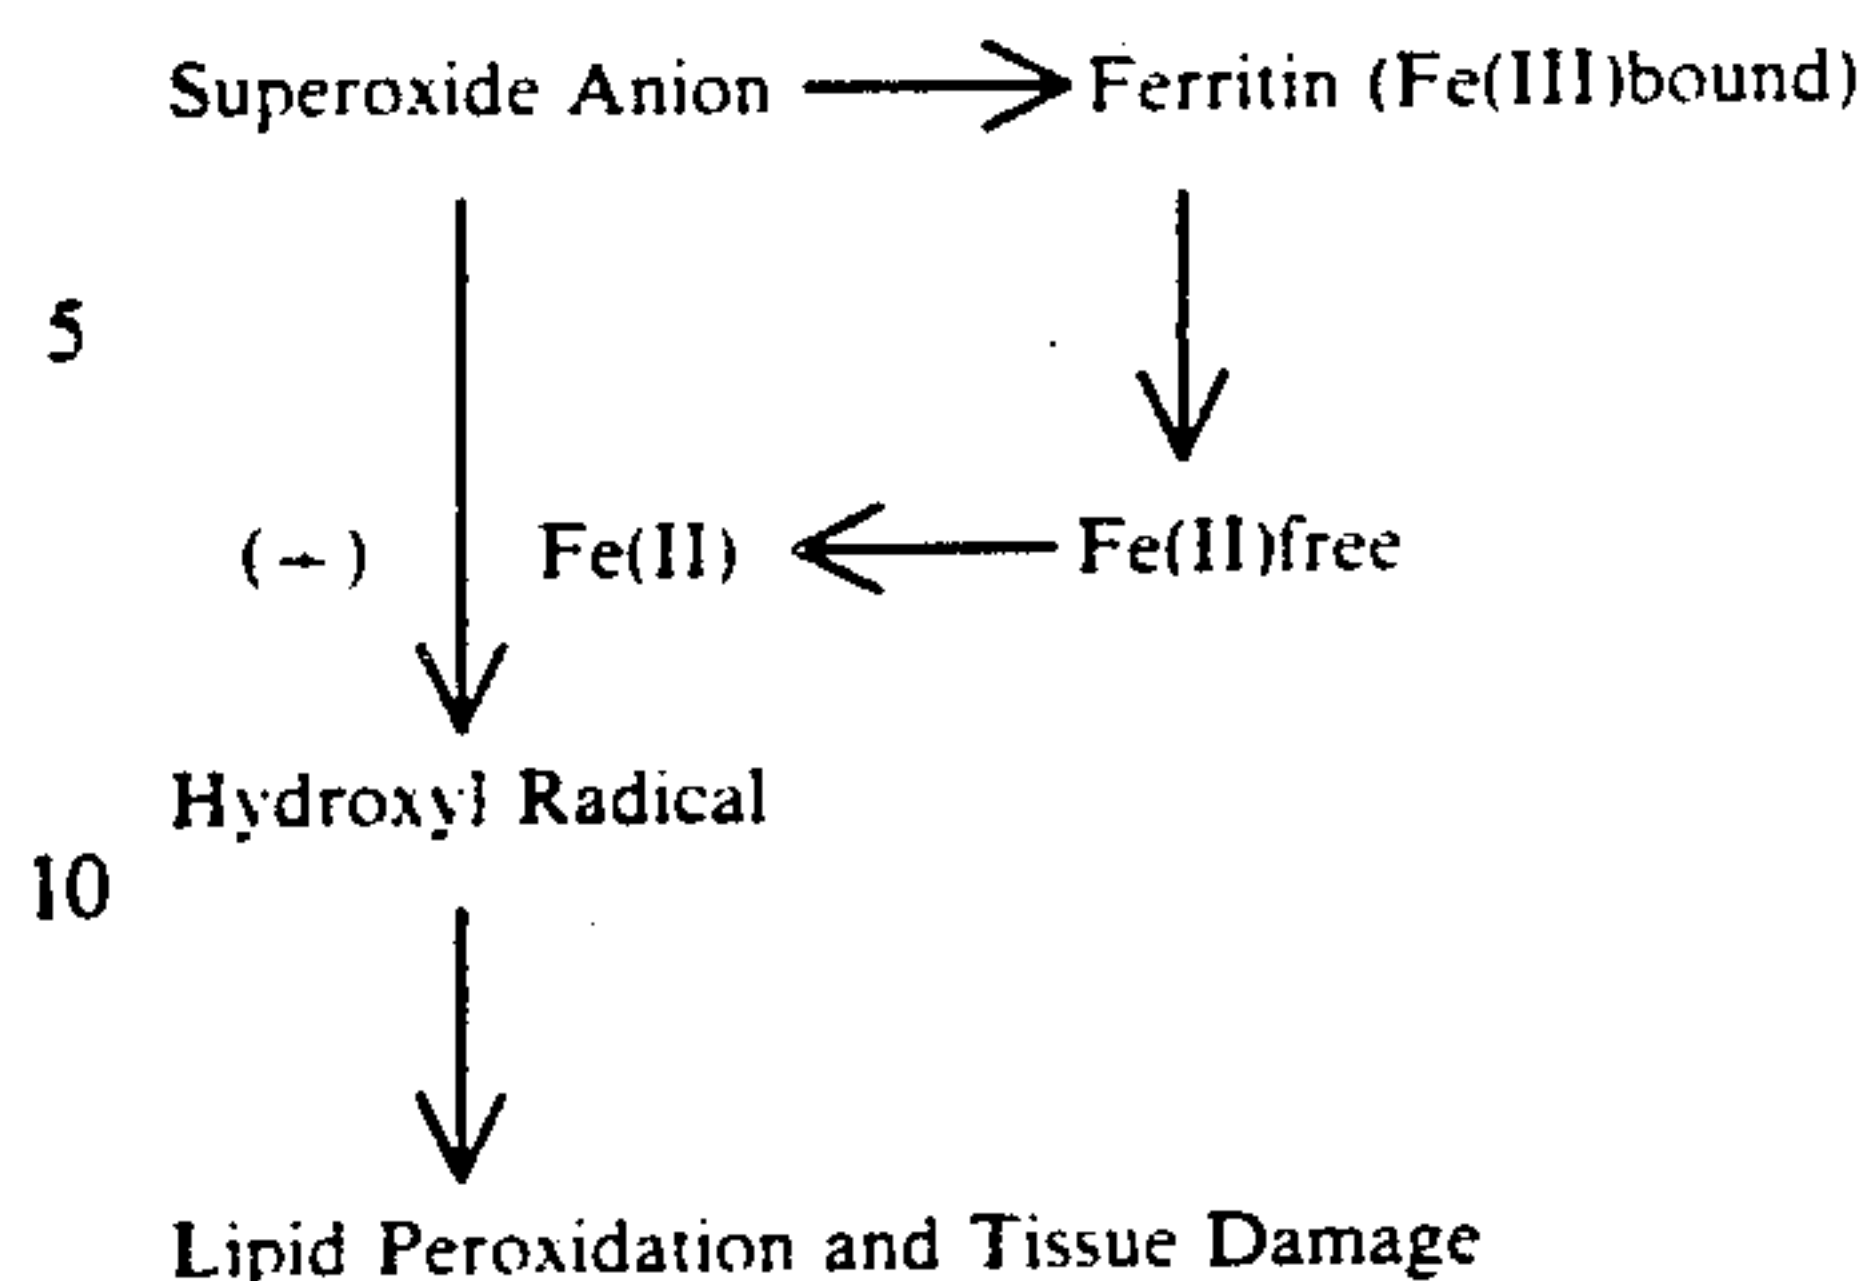 Superoxide Anion Ferritin (Fe(III)bound)
5
(+) Fe(II) Fe(II)free
Hydroxyl Radical
10
Lipid Peroxidation and Tissue Damage